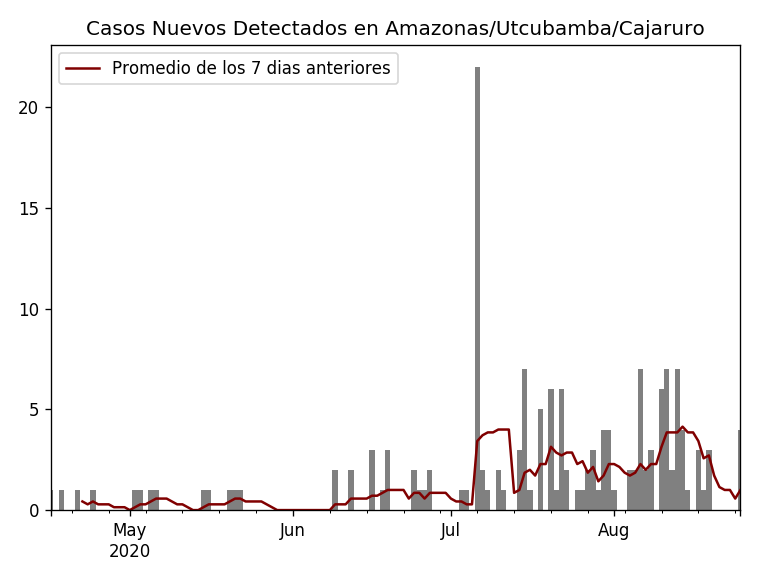 Casos Nuevos Detectados en Amazonas/Utcubamba/Cajaruro
Promedio de los 7 dias anteriores
20
15
10
5
0
May Jun Jul Aug
2020